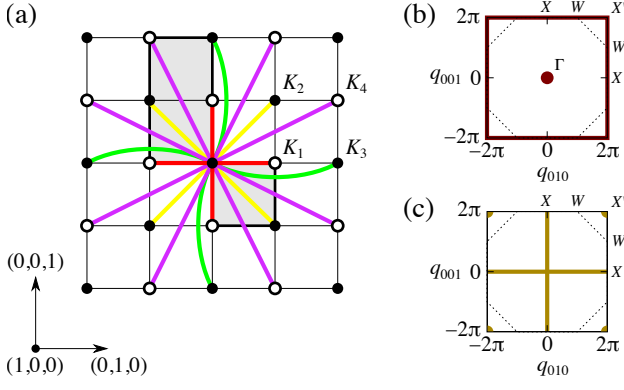 (a)
K₂
K₄
K₁
K₃
(0,0,1)
(1,0,0)
(0,1,0)
(b)
X
W
X'
2π
Γ
q₀₀₁
0
X
−2π
−2π
0
2π
q₀₁₀
(c)
X
W
X'
2π
W
q₀₀₁
0
X
−2π
−2π
0
2π
q₀₁₀